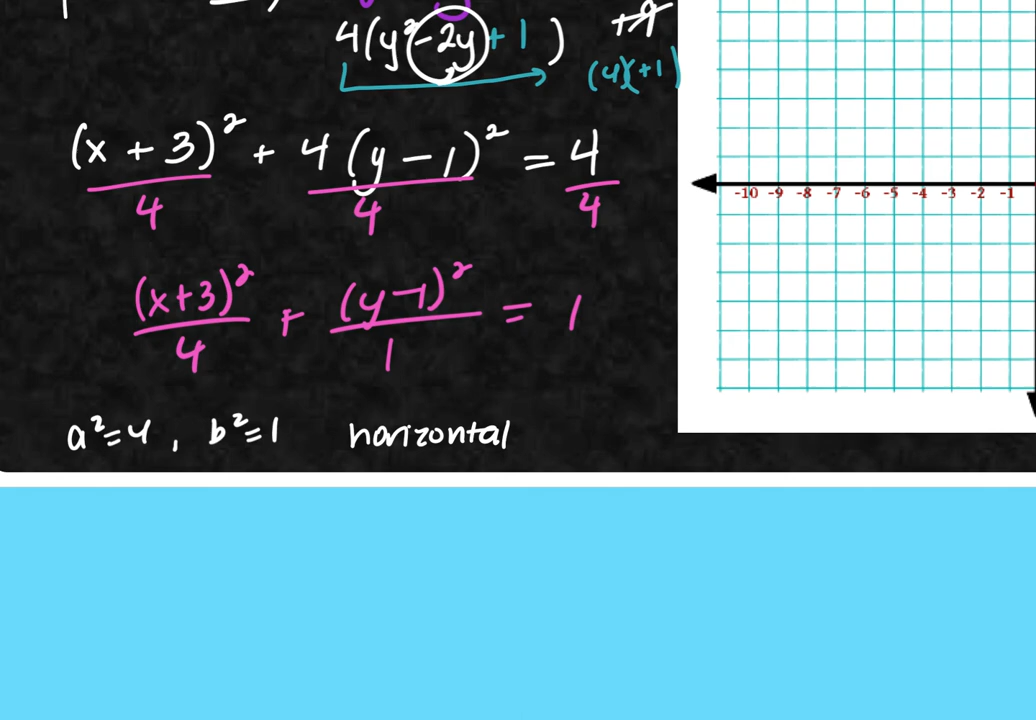 4(y²-2y+1) +9
(4)(+1)
(x+3)² + 4(y-1)² = 4
4 4 4
-10 -9 -8 -7 -6 -5 -4 -3 -2 -1
(x+3)² + (y-1)² = 1
4 1
a²=4, b²=1 horizontal